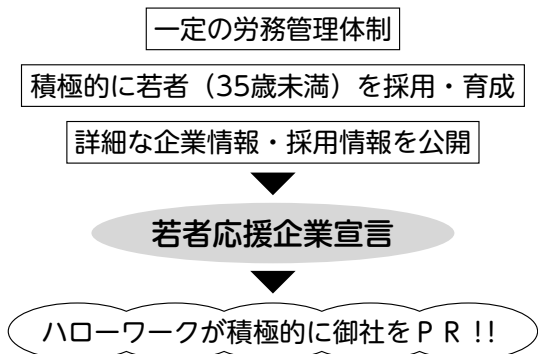 一定の労務管理体制
積極的に若者（35歳未満）を採用・育成
詳細な企業情報・採用情報を公開
若者応援企業宣言
ハローワークが積極的に御社をＰＲ!!